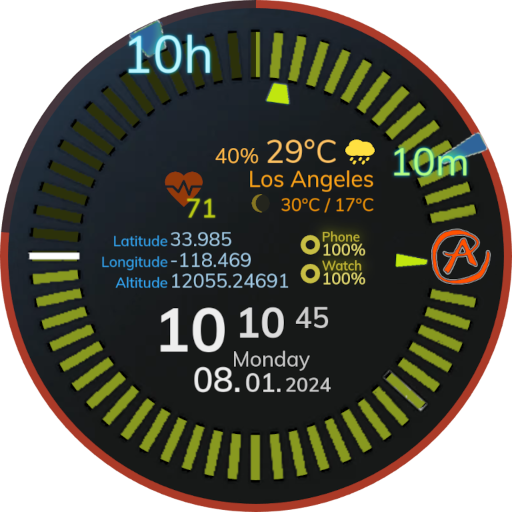 10h
40% 29°C
10m
Los Angeles
71
30°C / 17°C
Latitude 33.985
Longitude -118.469
Altitude 12055.24691
Phone
100%
Watch
100%
A
10 10 45
Monday
08. 01. 2024